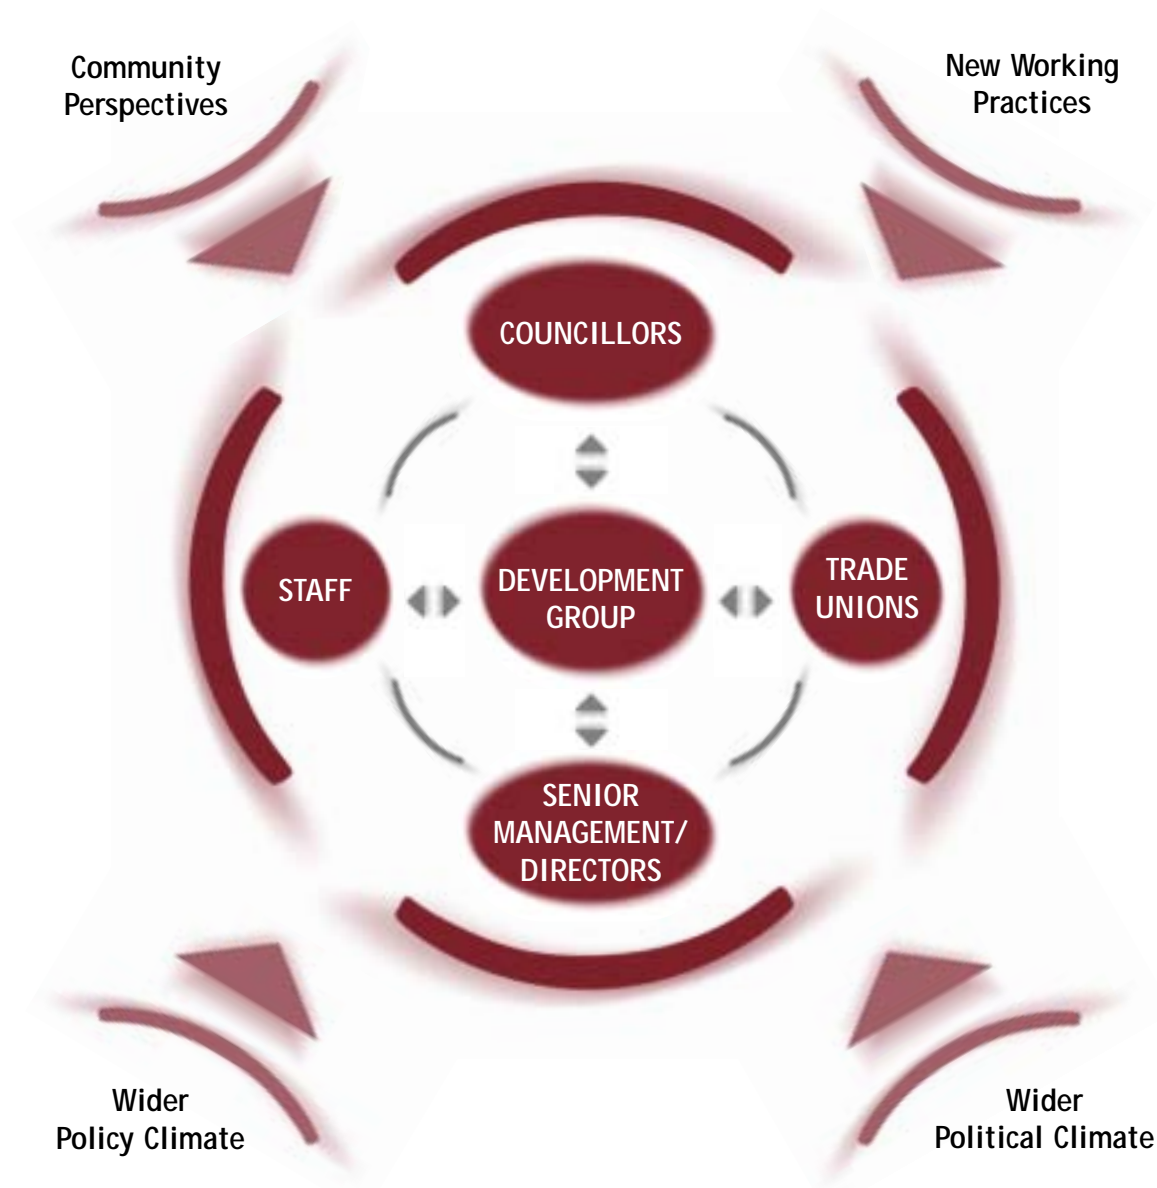 Community
Perspectives
New Working
Practices
COUNCILLORS
STAFF
DEVELOPMENT
GROUP
TRADE
UNIONS
SENIOR
MANAGEMENT/
DIRECTORS
Wider
Policy Climate
Wider
Political Climate